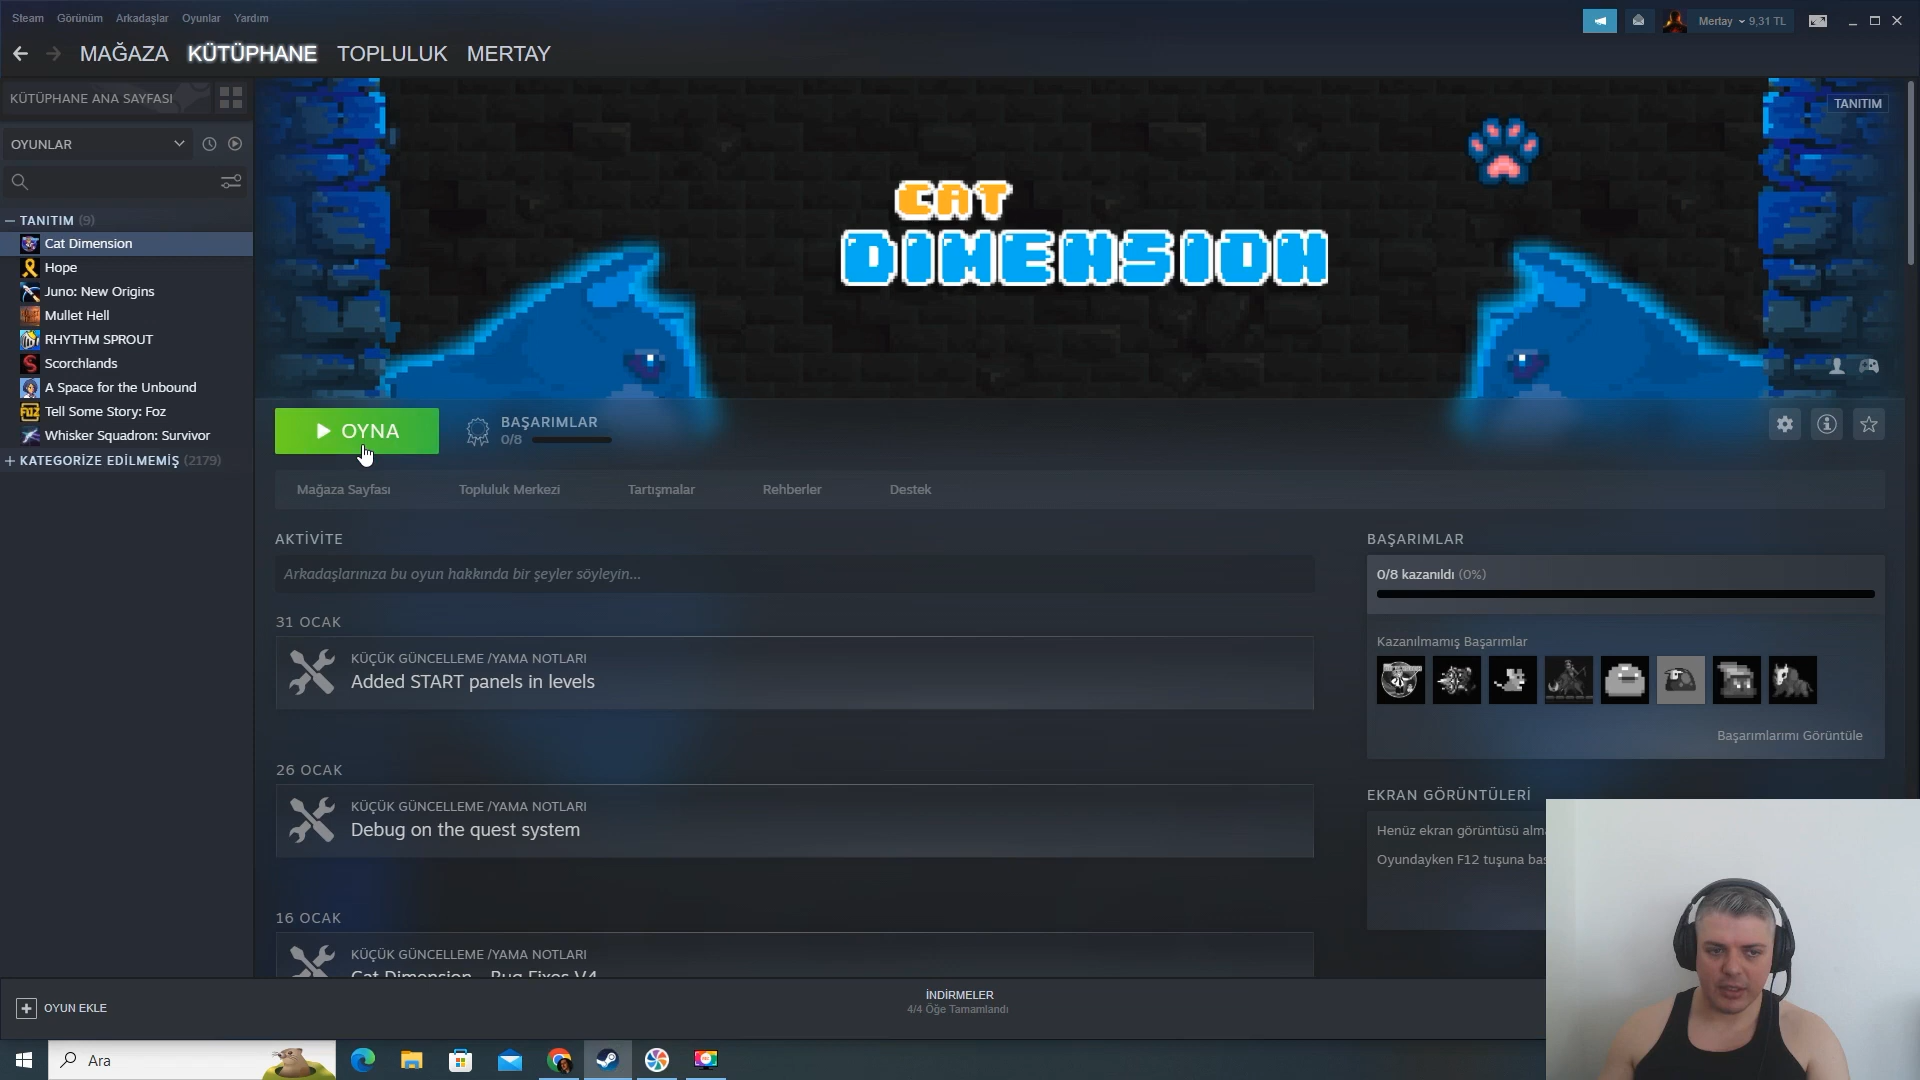 Steam Görünüm Arkadaşlar Oyunlar Yardım
Mertay 9,31 TL
MAĞAZA KÜTÜPHANE TOPLULUK MERTAY
KÜTÜPHANE ANA SAYFASI
OYUNLAR
TANITIM (9)
Cat Dimension
Hope
Juno: New Origins
Mullet Hell
RHYTHM SPROUT
Scorchlands
A Space for the Unbound
Tell Some Story: Foz
Whisker Squadron: Survivor
KATEGORİZE EDİLMEMİŞ (2179)
TANITIM
CAT
DIMENSION
OYNA
BAŞARIMLAR
0/8
Mağaza Sayfası Topluluk Merkezi Tartışmalar Rehberler Destek
AKTİVİTE
Arkadaşlarınıza bu oyun hakkında bir şeyler söyleyin...
31 OCAK
KÜÇÜK GÜNCELLEME /YAMA NOTLARI
Added START panels in levels
26 OCAK
KÜÇÜK GÜNCELLEME /YAMA NOTLARI
Debug on the quest system
16 OCAK
KÜÇÜK GÜNCELLEME /YAMA NOTLARI
Cat Dimension - Bug Fixes V4
BAŞARIMLAR
0/8 kazanıldı (0%)
Kazanılmamış Başarımlar
Başarımlarımı Görüntüle
EKRAN GÖRÜNTÜLERİ
Henüz ekran görüntüsü alma
Oyundayken F12 tuşuna bas
OYUN EKLE
İNDİRMELER
4/4 Öğe Tamamlandı
Ara